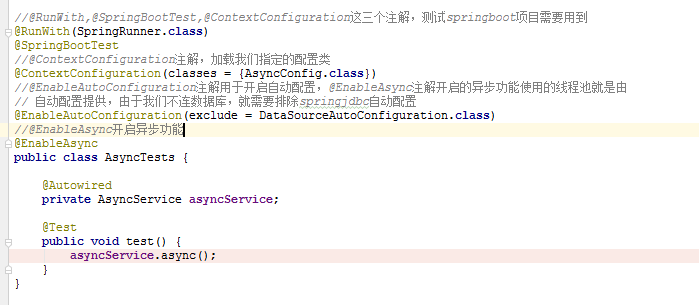 //@RunWith,@SpringBootTest,@ContextConfiguration这三个注解，测试springboot项目需要用到
@RunWith(SpringRunner.class)
@SpringBootTest
//@ContextConfiguration注解，加载我们指定的配置类
@ContextConfiguration(classes = {AsyncConfig.class})
//@EnableAutoConfiguration注解用于开启自动配置，@EnableAsync注解开启的异步功能使用的线程池就是由
// 自动配置提供，由于我们不连数据库，就需要排除springjdbc自动配置
@EnableAutoConfiguration(exclude = DataSourceAutoConfiguration.class)
//@EnableAsync开启异步功能
@EnableAsync
public class AsyncTests {
@Autowired
private AsyncService asyncService;
@Test
public void test() {
asyncService.async();
}
}